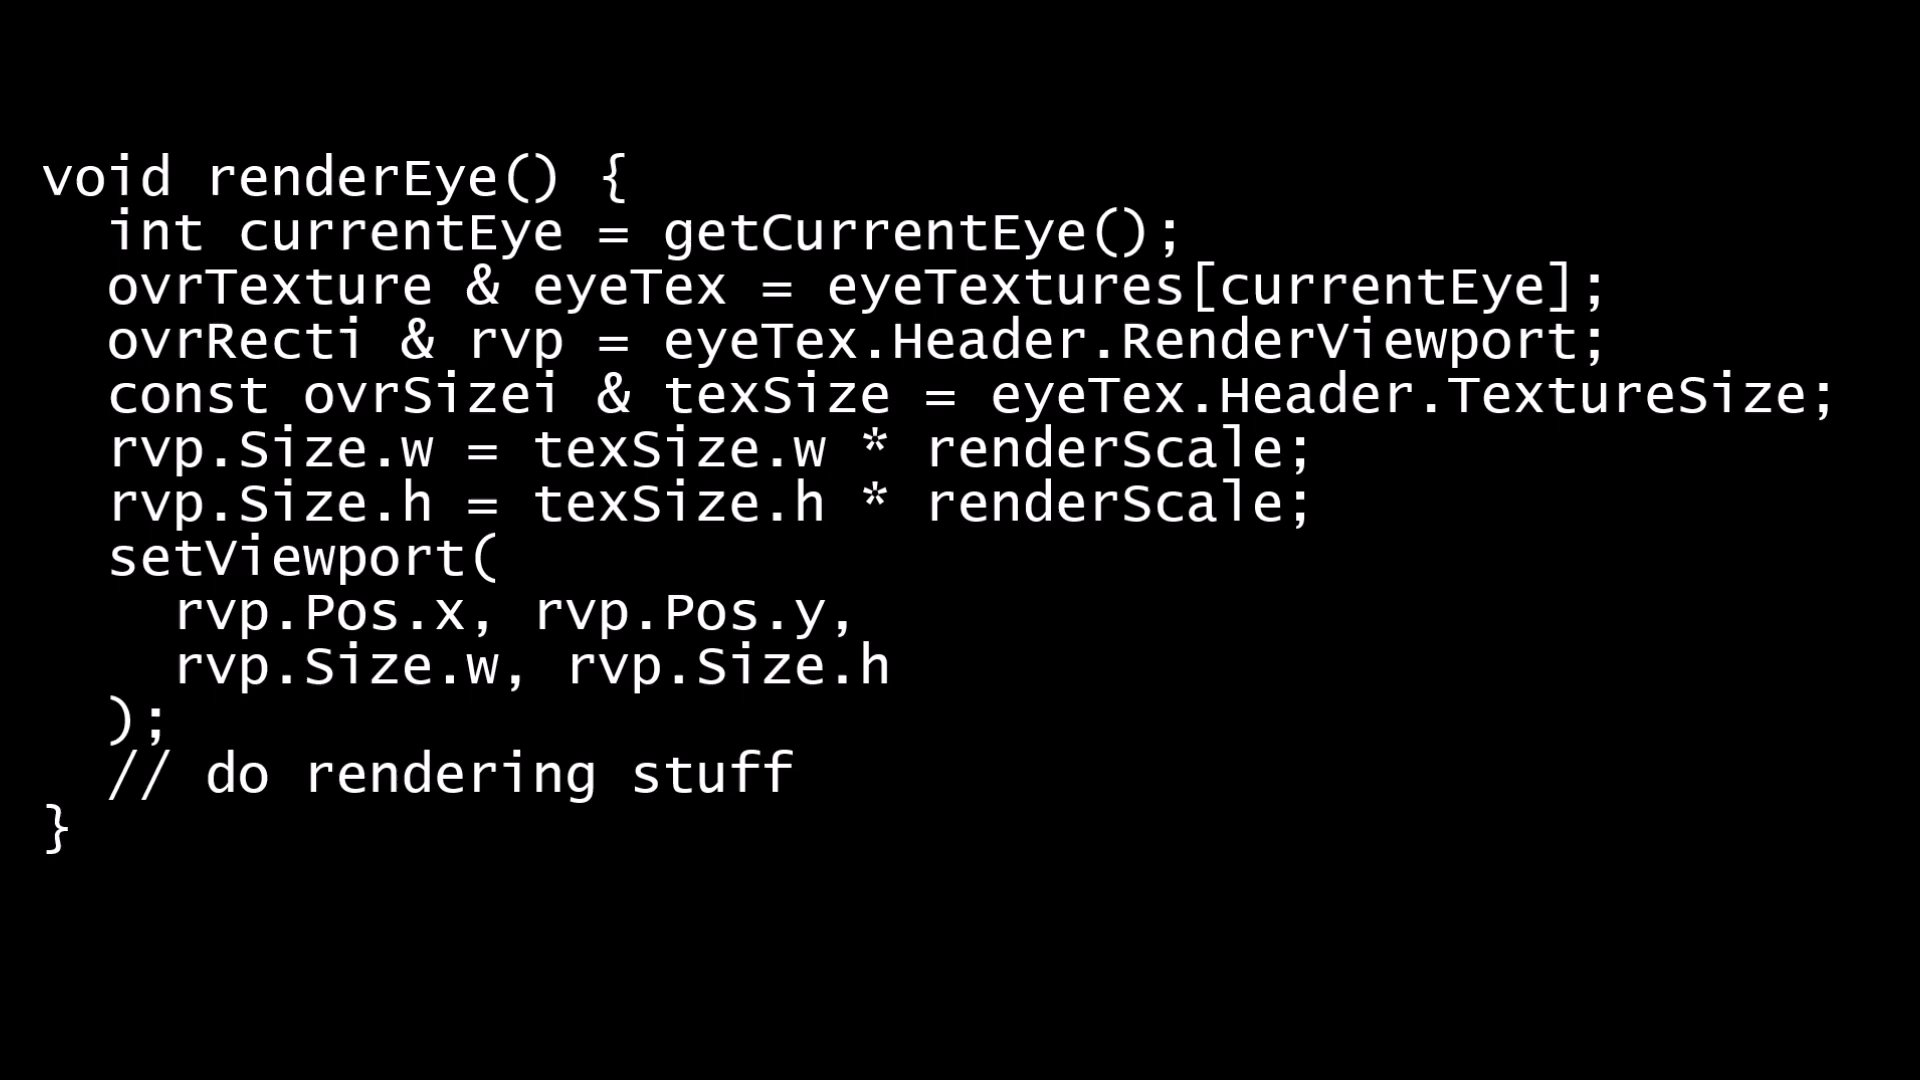 void renderEye() {
  int currentEye = getCurrentEye();
  ovrTexture & eyeTex = eyeTextures[currentEye];
  ovrRecti & rvp = eyeTex.Header.RenderViewport;
  const ovrSizei & texSize = eyeTex.Header.TextureSize;
  rvp.Size.w = texSize.w * renderScale;
  rvp.Size.h = texSize.h * renderScale;
  setViewport(
    rvp.Pos.x, rvp.Pos.y,
    rvp.Size.w, rvp.Size.h
  );
  // do rendering stuff
}